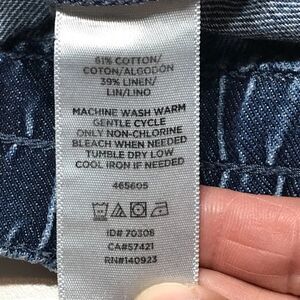 61% COTTON/
COTON/ALGODÓN
39% LINEN/
LIN/LINO
MACHINE WASH WARM
GENTLE CYCLE
ONLY NON-CHLORINE
BLEACH WHEN NEEDED
TUMBLE DRY LOW
COOL IRON IF NEEDED
465605
ID# 70308
CA#57421
RN#140923